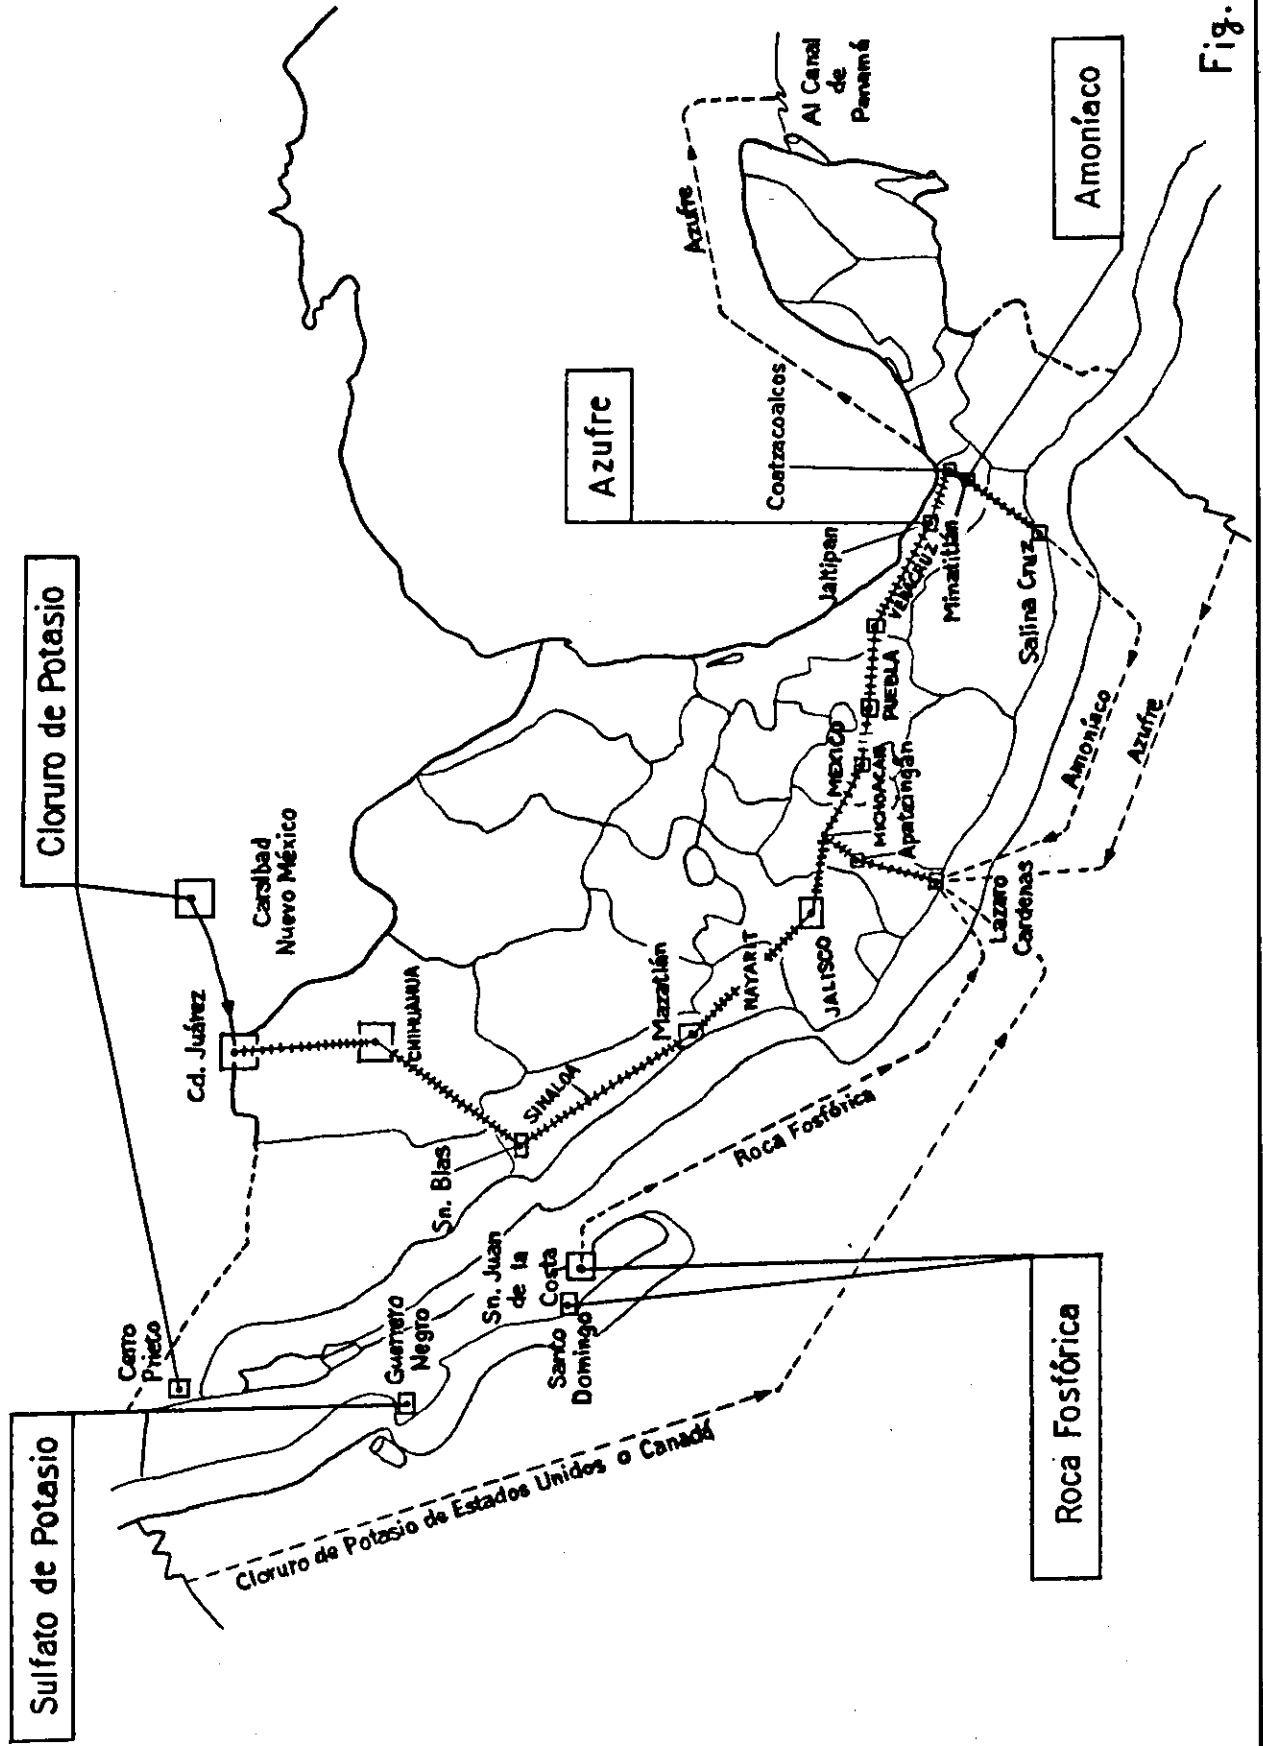 Sulfato de Potasio
Cloruro de Potasio
Cerro
Prieto
Cd. Juárez
Carslbad
Nuevo México
CHIHUAHUA
Guerrero
Negro
Sn. Blas
SINALOA
Sn. Juan
de la
Costa
Santo
Domingo
Mazatlán
NAYARIT
JALISCO
MEXICO
MICHOACAN
Apatzingán
PUEBLA
VERACRUZ
Jaltipan
Minatitlán
Coatzacoalcos
Azufre
Azufre
Al Canal
de
Panamá
Salina Cruz
Lazaro
Cardenas
Amoníaco
Azufre
Amoníaco
Roca Fosfórica
Cloruro de Potasio de Estados Unidos o Canadá
Roca Fosfórica
Fig.